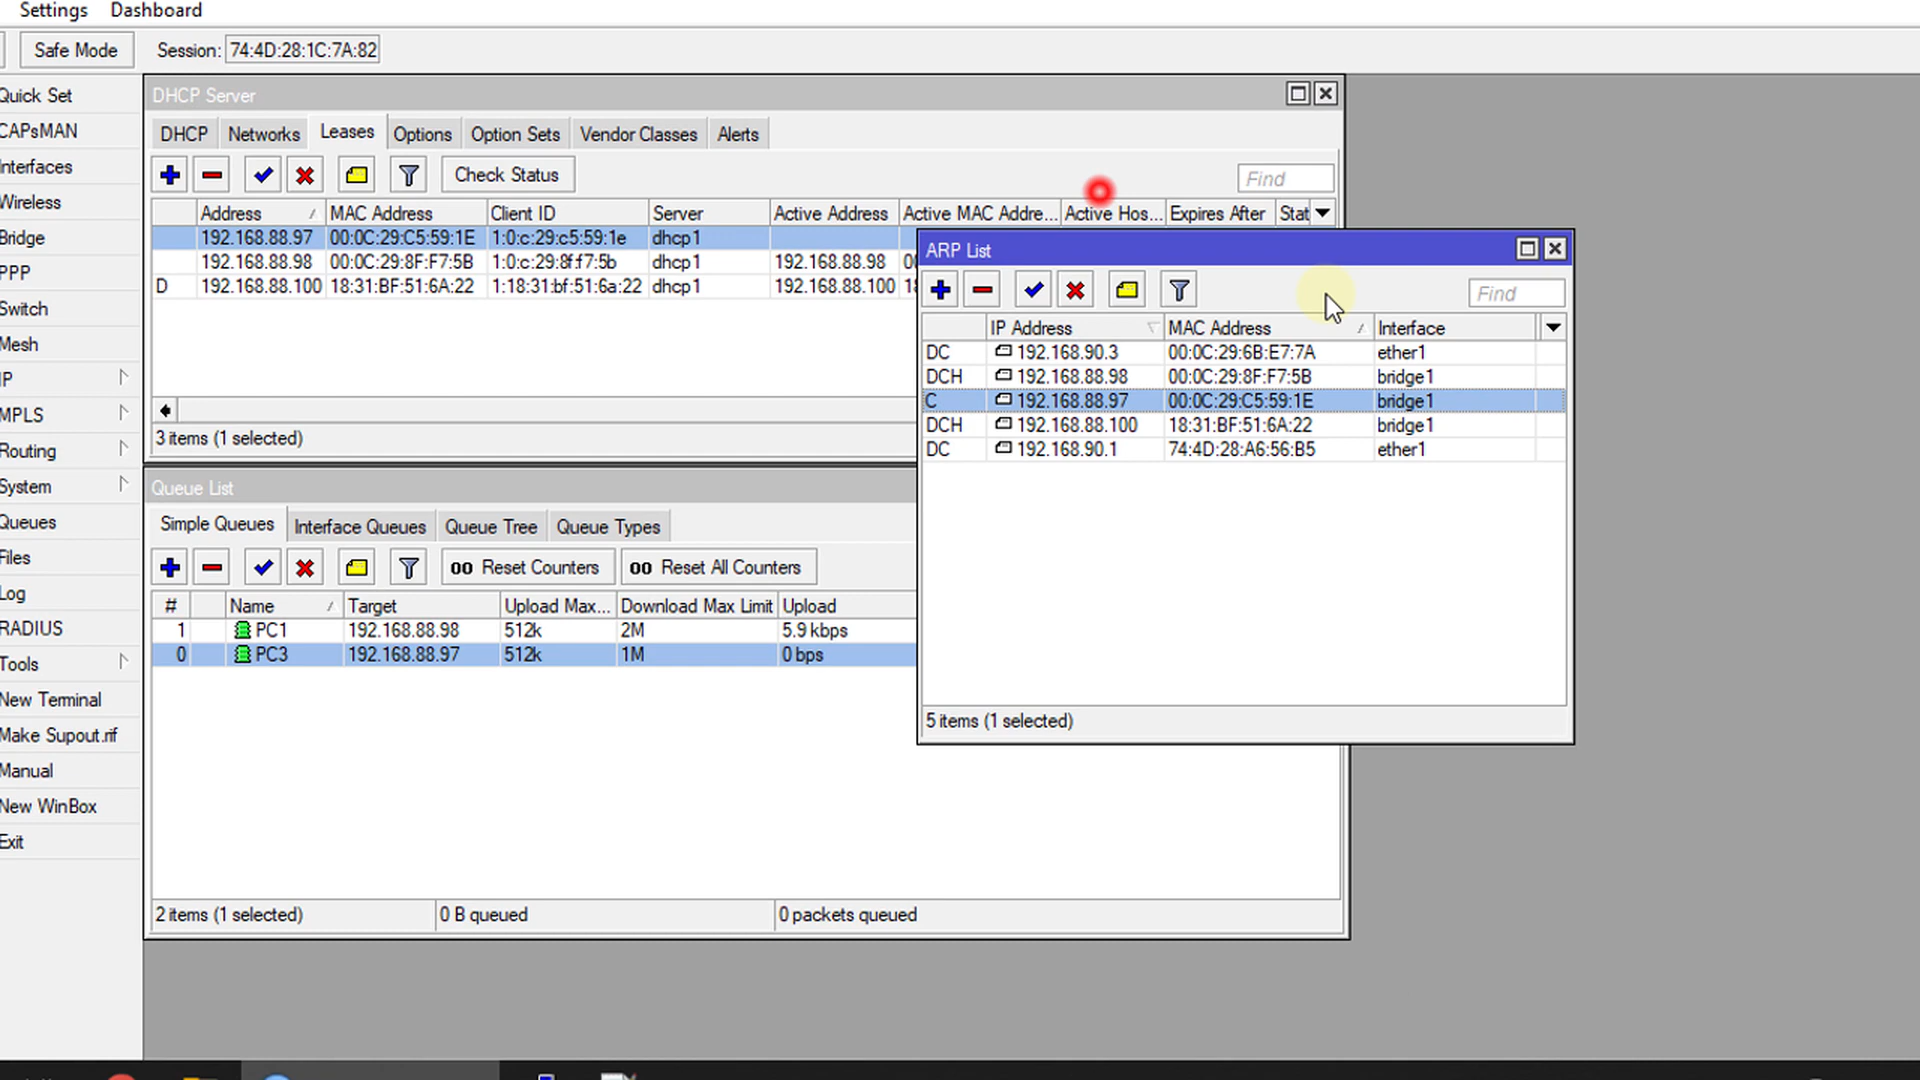 Settings Dashboard
Safe Mode Session: 74:4D:28:1C:7A:82
Quick Set
CAPsMAN
Interfaces
Wireless
Bridge
PPP
Switch
Mesh
IP
MPLS
Routing
System
Queues
Files
Log
RADIUS
Tools
New Terminal
Make Supout.rif
Manual
New WinBox
Exit
DHCP Server
DHCP Networks Leases Options Option Sets Vendor Classes Alerts
Check Status Find
Address MAC Address Client ID Server Active Address Active MAC Addre... Active Hos... Expires After Stat
192.168.88.97 00:0C:29:C5:59:1E 1:0:c:29:c5:59:1e dhcp1
192.168.88.98 00:0C:29:8F:F7:5B 1:0:c:29:8f:f7:5b dhcp1 192.168.88.98
D 192.168.88.100 18:31:BF:51:6A:22 1:18:31:bf:51:6a:22 dhcp1 192.168.88.100
3 items (1 selected)
ARP List
Find
IP Address MAC Address Interface
DC 192.168.90.3 00:0C:29:6B:E7:7A ether1
DCH 192.168.88.98 00:0C:29:8F:F7:5B bridge1
C 192.168.88.97 00:0C:29:C5:59:1E bridge1
DCH 192.168.88.100 18:31:BF:51:6A:22 bridge1
DC 192.168.90.1 74:4D:28:A6:56:B5 ether1
5 items (1 selected)
Queue List
Simple Queues Interface Queues Queue Tree Queue Types
00 Reset Counters 00 Reset All Counters
# Name Target Upload Max... Download Max Limit Upload
1 PC1 192.168.88.98 512k 2M 5.9 kbps
0 PC3 192.168.88.97 512k 1M 0 bps
2 items (1 selected) 0 B queued 0 packets queued